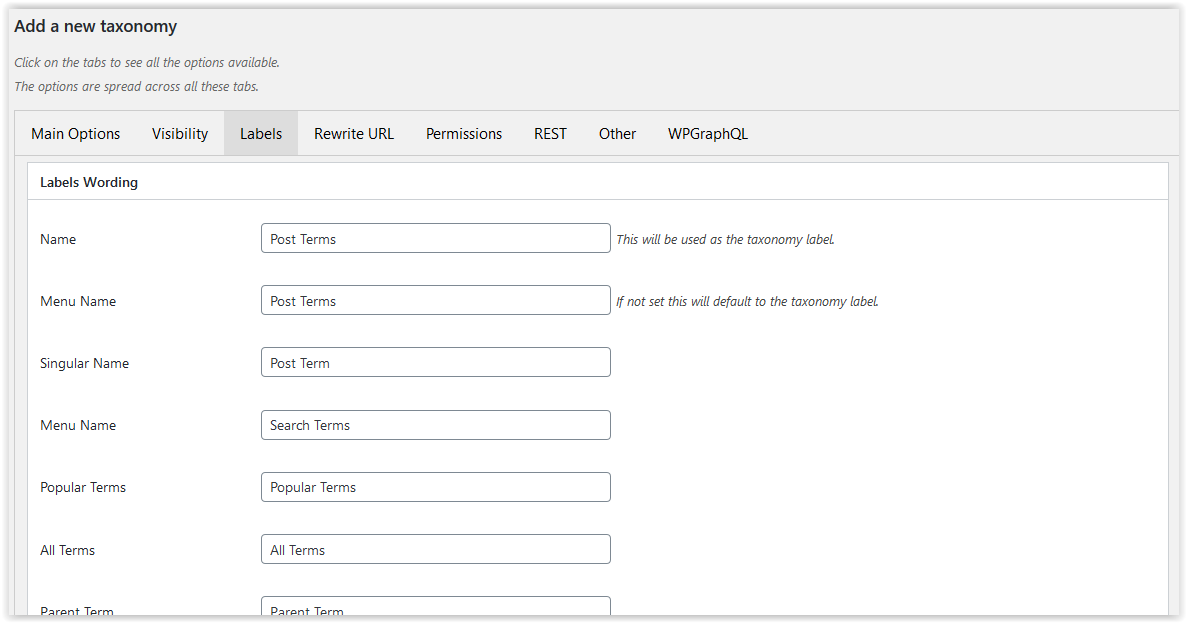 Add a new taxonomy
Click on the tabs to see all the options available.
The options are spread across all these tabs.
Main Options Visibility Labels Rewrite URL Permissions REST Other WPGraphQL
Labels Wording
Name Post Terms This will be used as the taxonomy label.
Menu Name Post Terms If not set this will default to the taxonomy label.
Singular Name Post Term
Menu Name Search Terms
Popular Terms Popular Terms
All Terms All Terms
Parent Term Parent Term